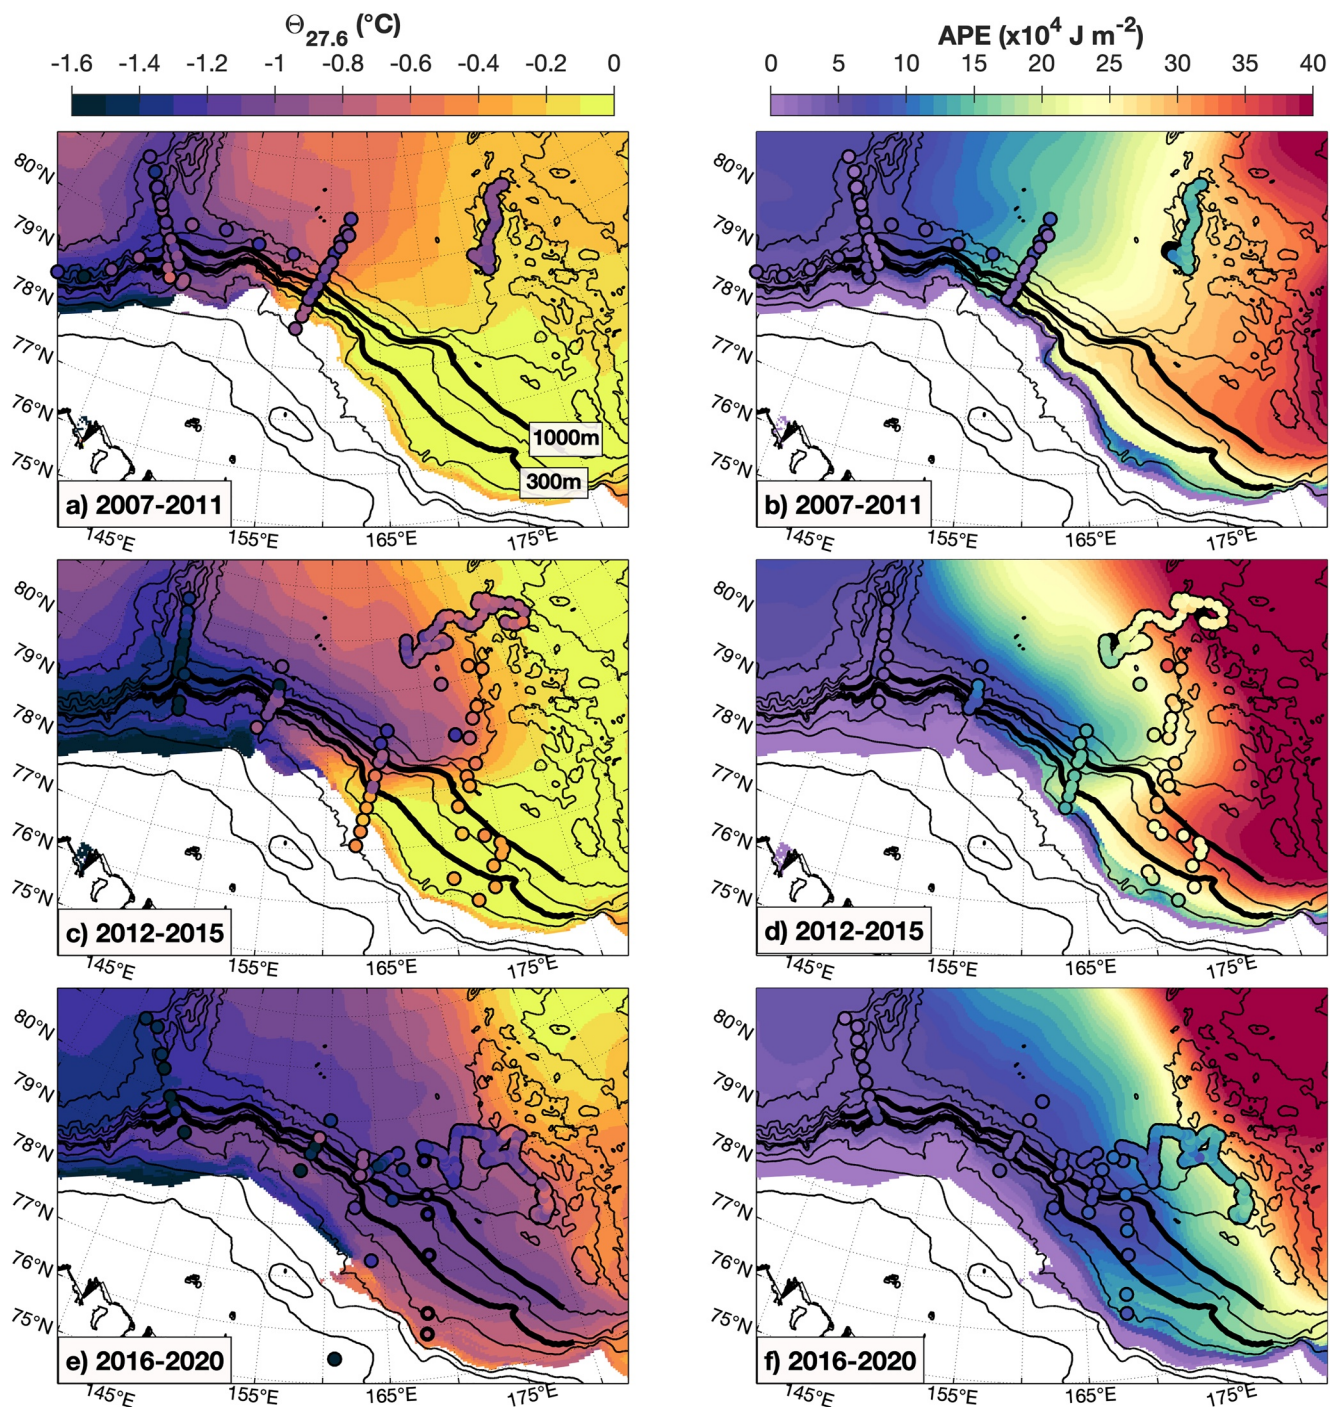 Θ27.6 (°C)
-1.6 -1.4 -1.2 -1 -0.8 -0.6 -0.4 -0.2 0
APE (x10⁴ J m⁻²)
0 5 10 15 20 25 30 35 40
80°N
79°N
78°N
77°N
76°N
75°N
1000m
300m
a) 2007-2011
145°E 155°E 165°E 175°E
80°N
79°N
78°N
77°N
76°N
75°N
b) 2007-2011
145°E 155°E 165°E 175°E
80°N
79°N
78°N
77°N
76°N
75°N
c) 2012-2015
145°E 155°E 165°E 175°E
80°N
79°N
78°N
77°N
76°N
75°N
d) 2012-2015
145°E 155°E 165°E 175°E
80°N
79°N
78°N
77°N
76°N
75°N
e) 2016-2020
145°E 155°E 165°E 175°E
80°N
79°N
78°N
77°N
76°N
75°N
f) 2016-2020
145°E 155°E 165°E 175°E